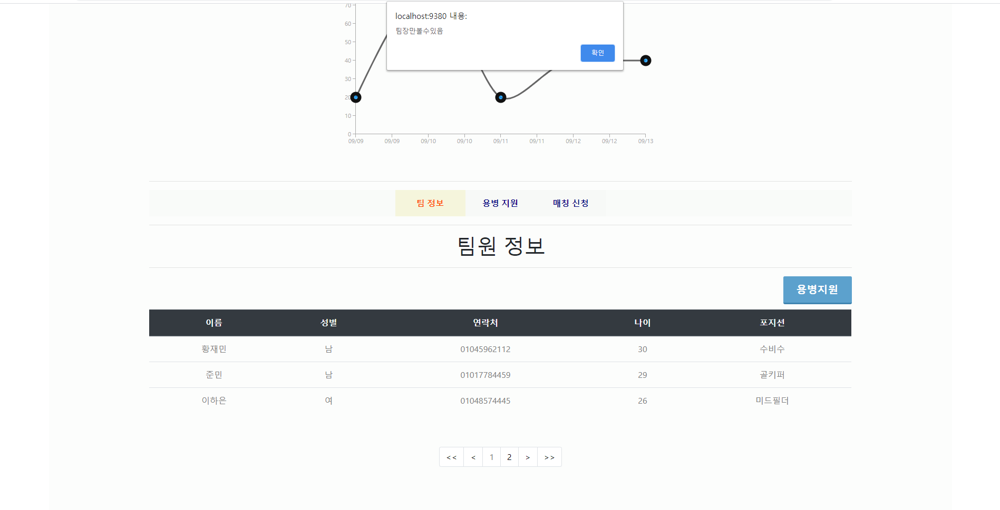 localhost:9380 내용:
팀장만볼수있음
확인
70
60
50
40
30
20
10
0
09/09 09/09 09/10 09/10 09/11 09/11 09/12 09/12 09/13
팀 정보 용병 지원 매칭 신청
팀원 정보
용병지원
이름 성별 연락처 나이 포지션
황재민 남 01045962112 30 수비수
준민 남 01017784459 29 골키퍼
이하은 여 01048574445 26 미드필더
<< < 1 2 > >>